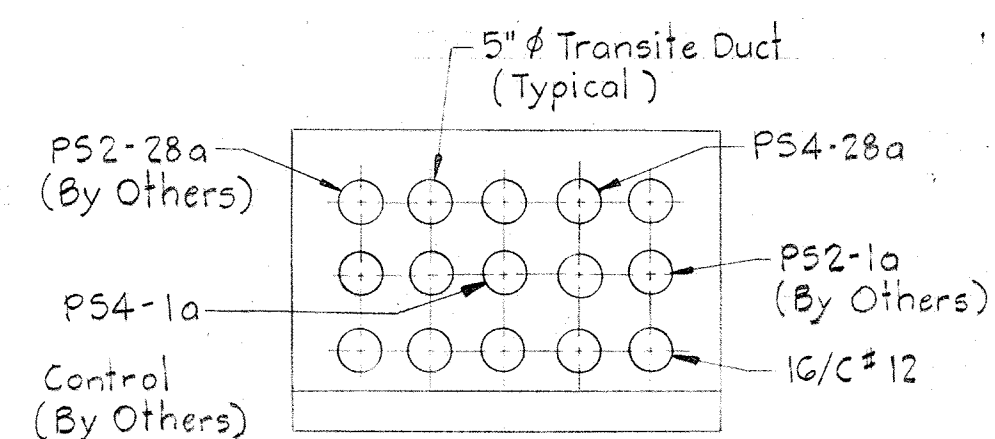 5" ∅ Transite Duct
(Typical)
PS2-28a
(By Others)
PS4-28a
PS2-1a
(By Others)
PS4-1a
16/C #12
Control
(By Others)